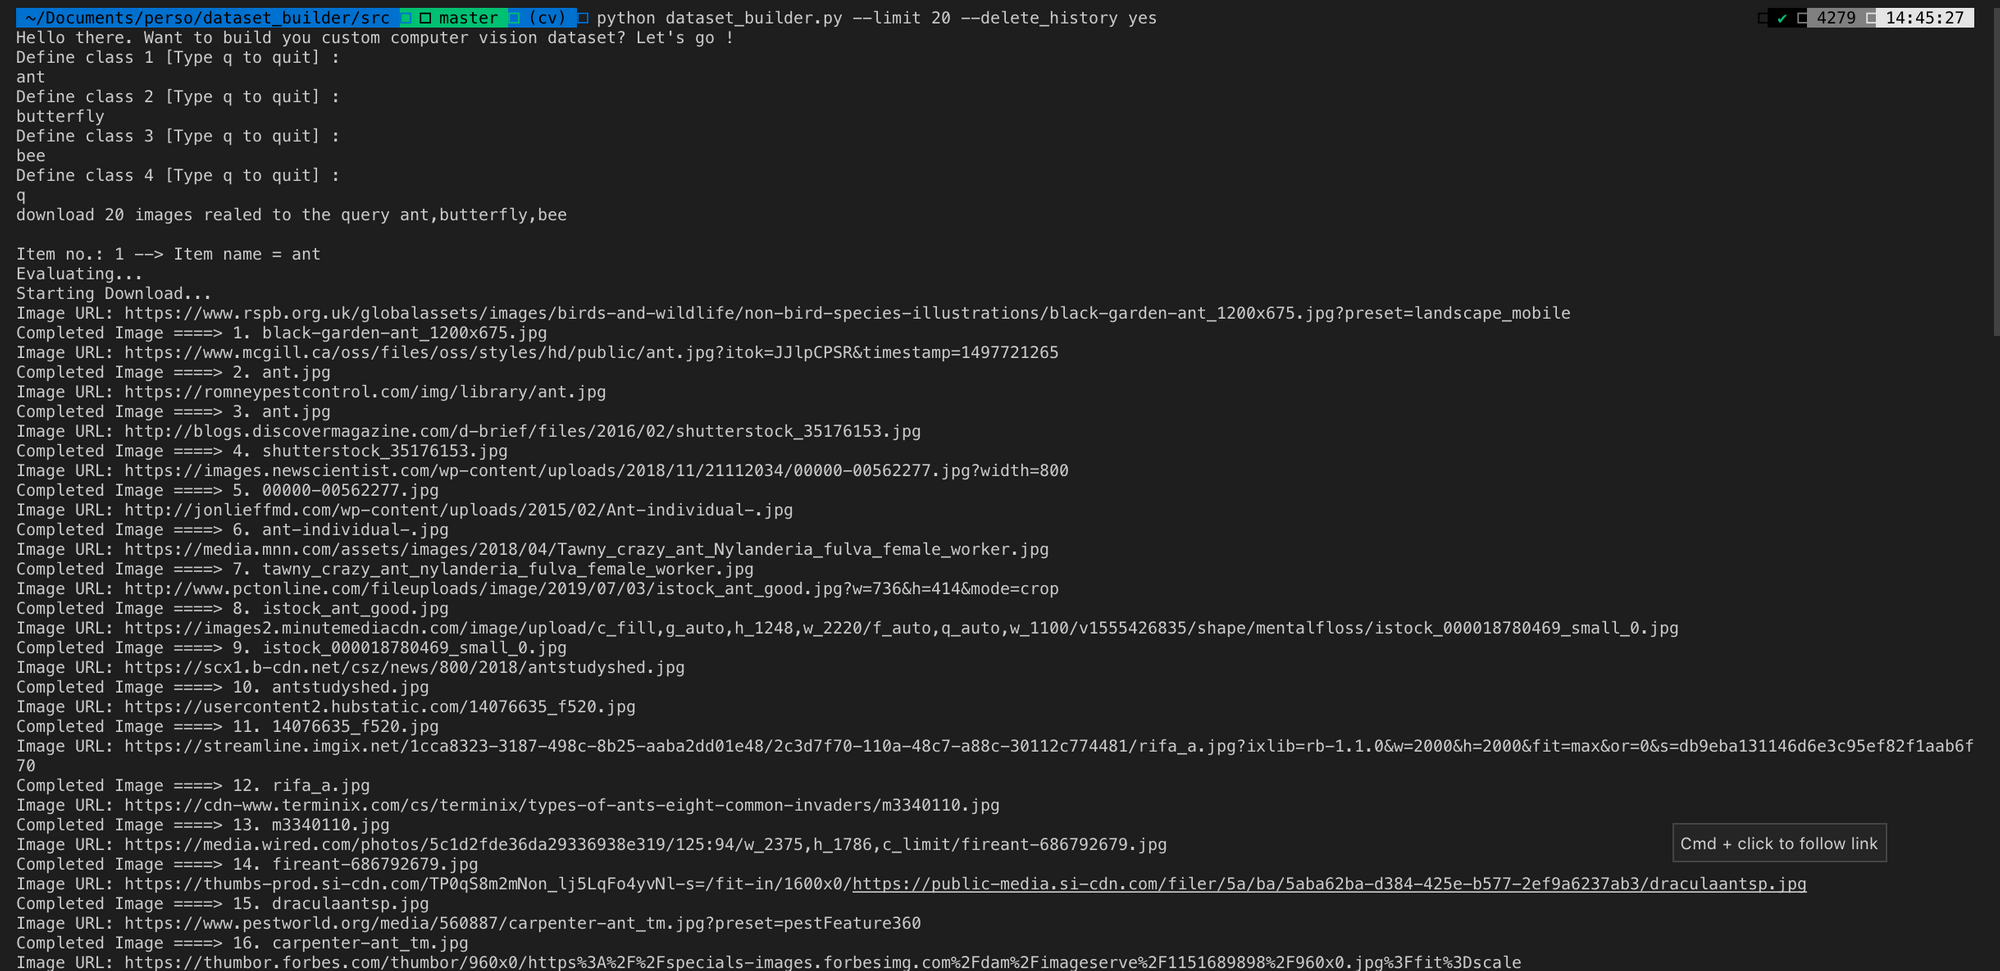 ~/Documents/perso/dataset_builder/src master (cv) python dataset_builder.py --limit 20 --delete_history yes ✔ 4279 14:45:27
Hello there. Want to build you custom computer vision dataset? Let's go !
Define class 1 [Type q to quit] :
ant
Define class 2 [Type q to quit] :
butterfly
Define class 3 [Type q to quit] :
bee
Define class 4 [Type q to quit] :
q
download 20 images realed to the query ant,butterfly,bee
Item no.: 1 --> Item name = ant
Evaluating...
Starting Download...
Image URL: https://www.rspb.org.uk/globalassets/images/birds-and-wildlife/non-bird-species-illustrations/black-garden-ant_1200x675.jpg?preset=landscape_mobile
Completed Image ====> 1. black-garden-ant_1200x675.jpg
Image URL: https://www.mcgill.ca/oss/files/oss/styles/hd/public/ant.jpg?itok=JJlpCPSR&timestamp=1497721265
Completed Image ====> 2. ant.jpg
Image URL: https://romneypestcontrol.com/img/library/ant.jpg
Completed Image ====> 3. ant.jpg
Image URL: http://blogs.discovermagazine.com/d-brief/files/2016/02/shutterstock_35176153.jpg
Completed Image ====> 4. shutterstock_35176153.jpg
Image URL: https://images.newscientist.com/wp-content/uploads/2018/11/21112034/00000-00562277.jpg?width=800
Completed Image ====> 5. 00000-00562277.jpg
Image URL: http://jonlieffmd.com/wp-content/uploads/2015/02/Ant-individual-.jpg
Completed Image ====> 6. ant-individual-.jpg
Image URL: https://media.mnn.com/assets/images/2018/04/Tawny_crazy_ant_Nylanderia_fulva_female_worker.jpg
Completed Image ====> 7. tawny_crazy_ant_nylanderia_fulva_female_worker.jpg
Image URL: http://www.pctonline.com/fileuploads/image/2019/07/03/istock_ant_good.jpg?w=736&h=414&mode=crop
Completed Image ====> 8. istock_ant_good.jpg
Image URL: https://images2.minutemediacdn.com/image/upload/c_fill,g_auto,h_1248,w_2220/f_auto,q_auto,w_1100/v1555426835/shape/mentalfloss/istock_000018780469_small_0.jpg
Completed Image ====> 9. istock_000018780469_small_0.jpg
Image URL: https://scx1.b-cdn.net/csz/news/800/2018/antstudyshed.jpg
Completed Image ====> 10. antstudyshed.jpg
Image URL: https://usercontent2.hubstatic.com/14076635_f520.jpg
Completed Image ====> 11. 14076635_f520.jpg
Image URL: https://streamline.imgix.net/1cca8323-3187-498c-8b25-aaba2dd01e48/2c3d7f70-110a-48c7-a88c-30112c774481/rifa_a.jpg?ixlib=rb-1.1.0&w=2000&h=2000&fit=max&or=0&s=db9eba131146d6e3c95ef82f1aab6f
70
Completed Image ====> 12. rifa_a.jpg
Image URL: https://cdn-www.terminix.com/cs/terminix/types-of-ants-eight-common-invaders/m3340110.jpg
Completed Image ====> 13. m3340110.jpg
Image URL: https://media.wired.com/photos/5c1d2fde36da29336938e319/125:94/w_2375,h_1786,c_limit/fireant-686792679.jpg
Cmd + click to follow link
Completed Image ====> 14. fireant-686792679.jpg
Image URL: https://thumbs-prod.si-cdn.com/TP0qS8m2mNon_lj5LqFo4yvNl-s=/fit-in/1600x0/https://public-media.si-cdn.com/filer/5a/ba/5aba62ba-d384-425e-b577-2ef9a6237ab3/draculaantsp.jpg
Completed Image ====> 15. draculaantsp.jpg
Image URL: https://www.pestworld.org/media/560887/carpenter-ant_tm.jpg?preset=pestFeature360
Completed Image ====> 16. carpenter-ant_tm.jpg
Image URL: https://thumbor.forbes.com/thumbor/960x0/https%3A%2F%2Fspecials-images.forbesimg.com%2Fdam%2Fimageserve%2F1151689898%2F960x0.jpg%3Ffit%3Dscale